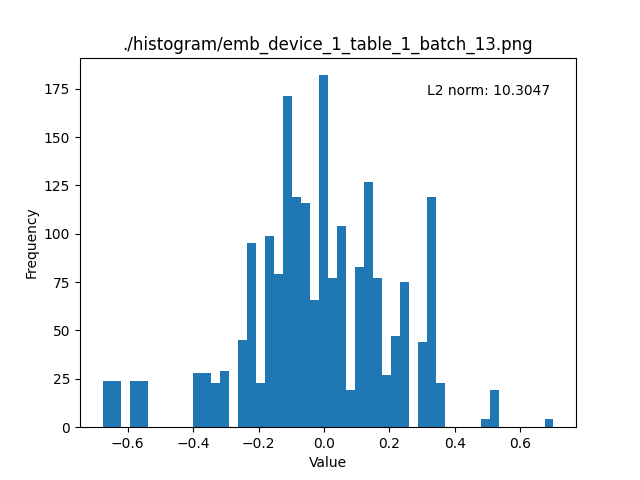 ./histogram/emb_device_1_table_1_batch_13.png
L2 norm: 10.3047
175
150
125
100
75
50
25
0
Frequency
−0.6 −0.4 −0.2 0.0 0.2 0.4 0.6
Value